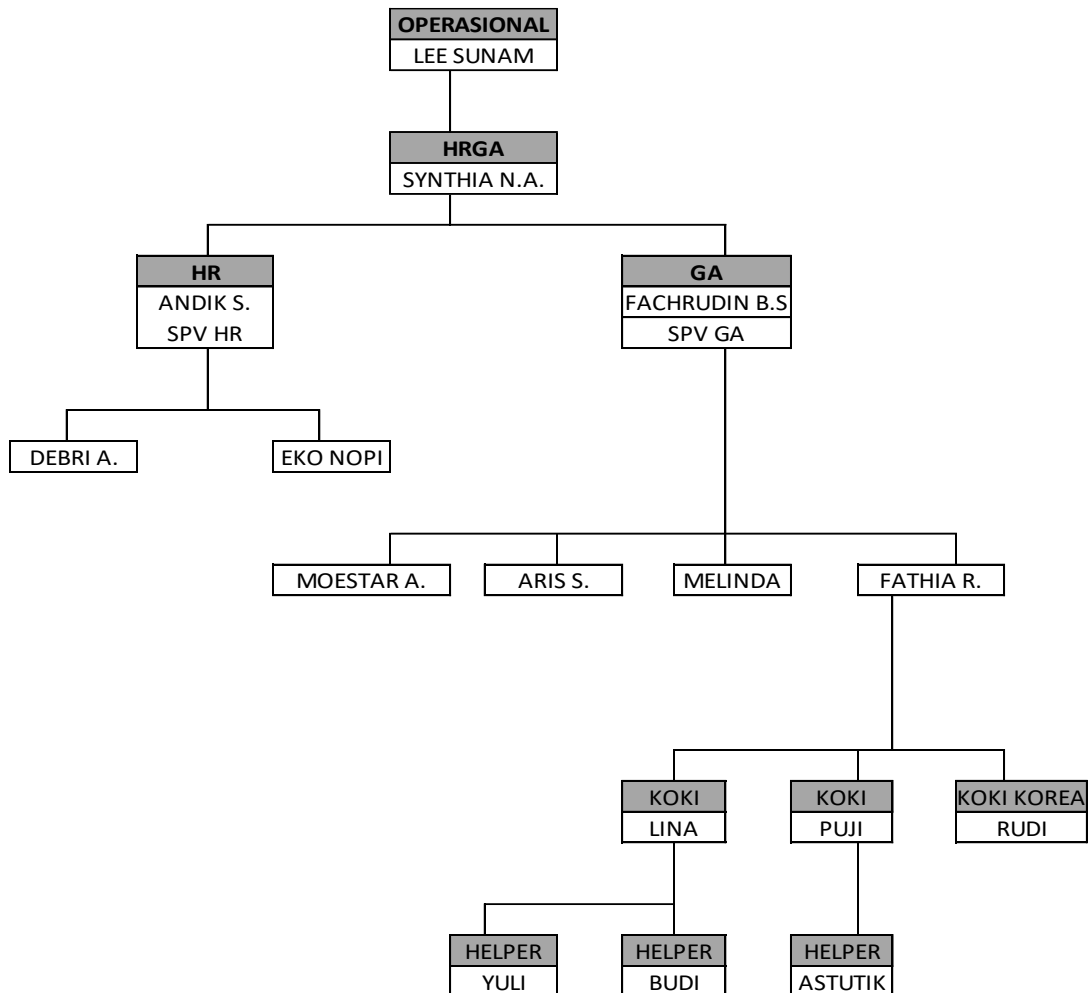 OPERASIONAL
LEE SUNAM
HRGA
SYNTHIA N.A.
HR
ANDIK S.
SPV HR
GA
FACHRUDIN B.S
SPV GA
DEBRI A.
EKO NOPI
MOESTAR A.
ARIS S.
MELINDA
FATHIA R.
KOKI
LINA
KOKI
PUJI
KOKI KOREA
RUDI
HELPER
YULI
HELPER
BUDI
HELPER
ASTUTIK